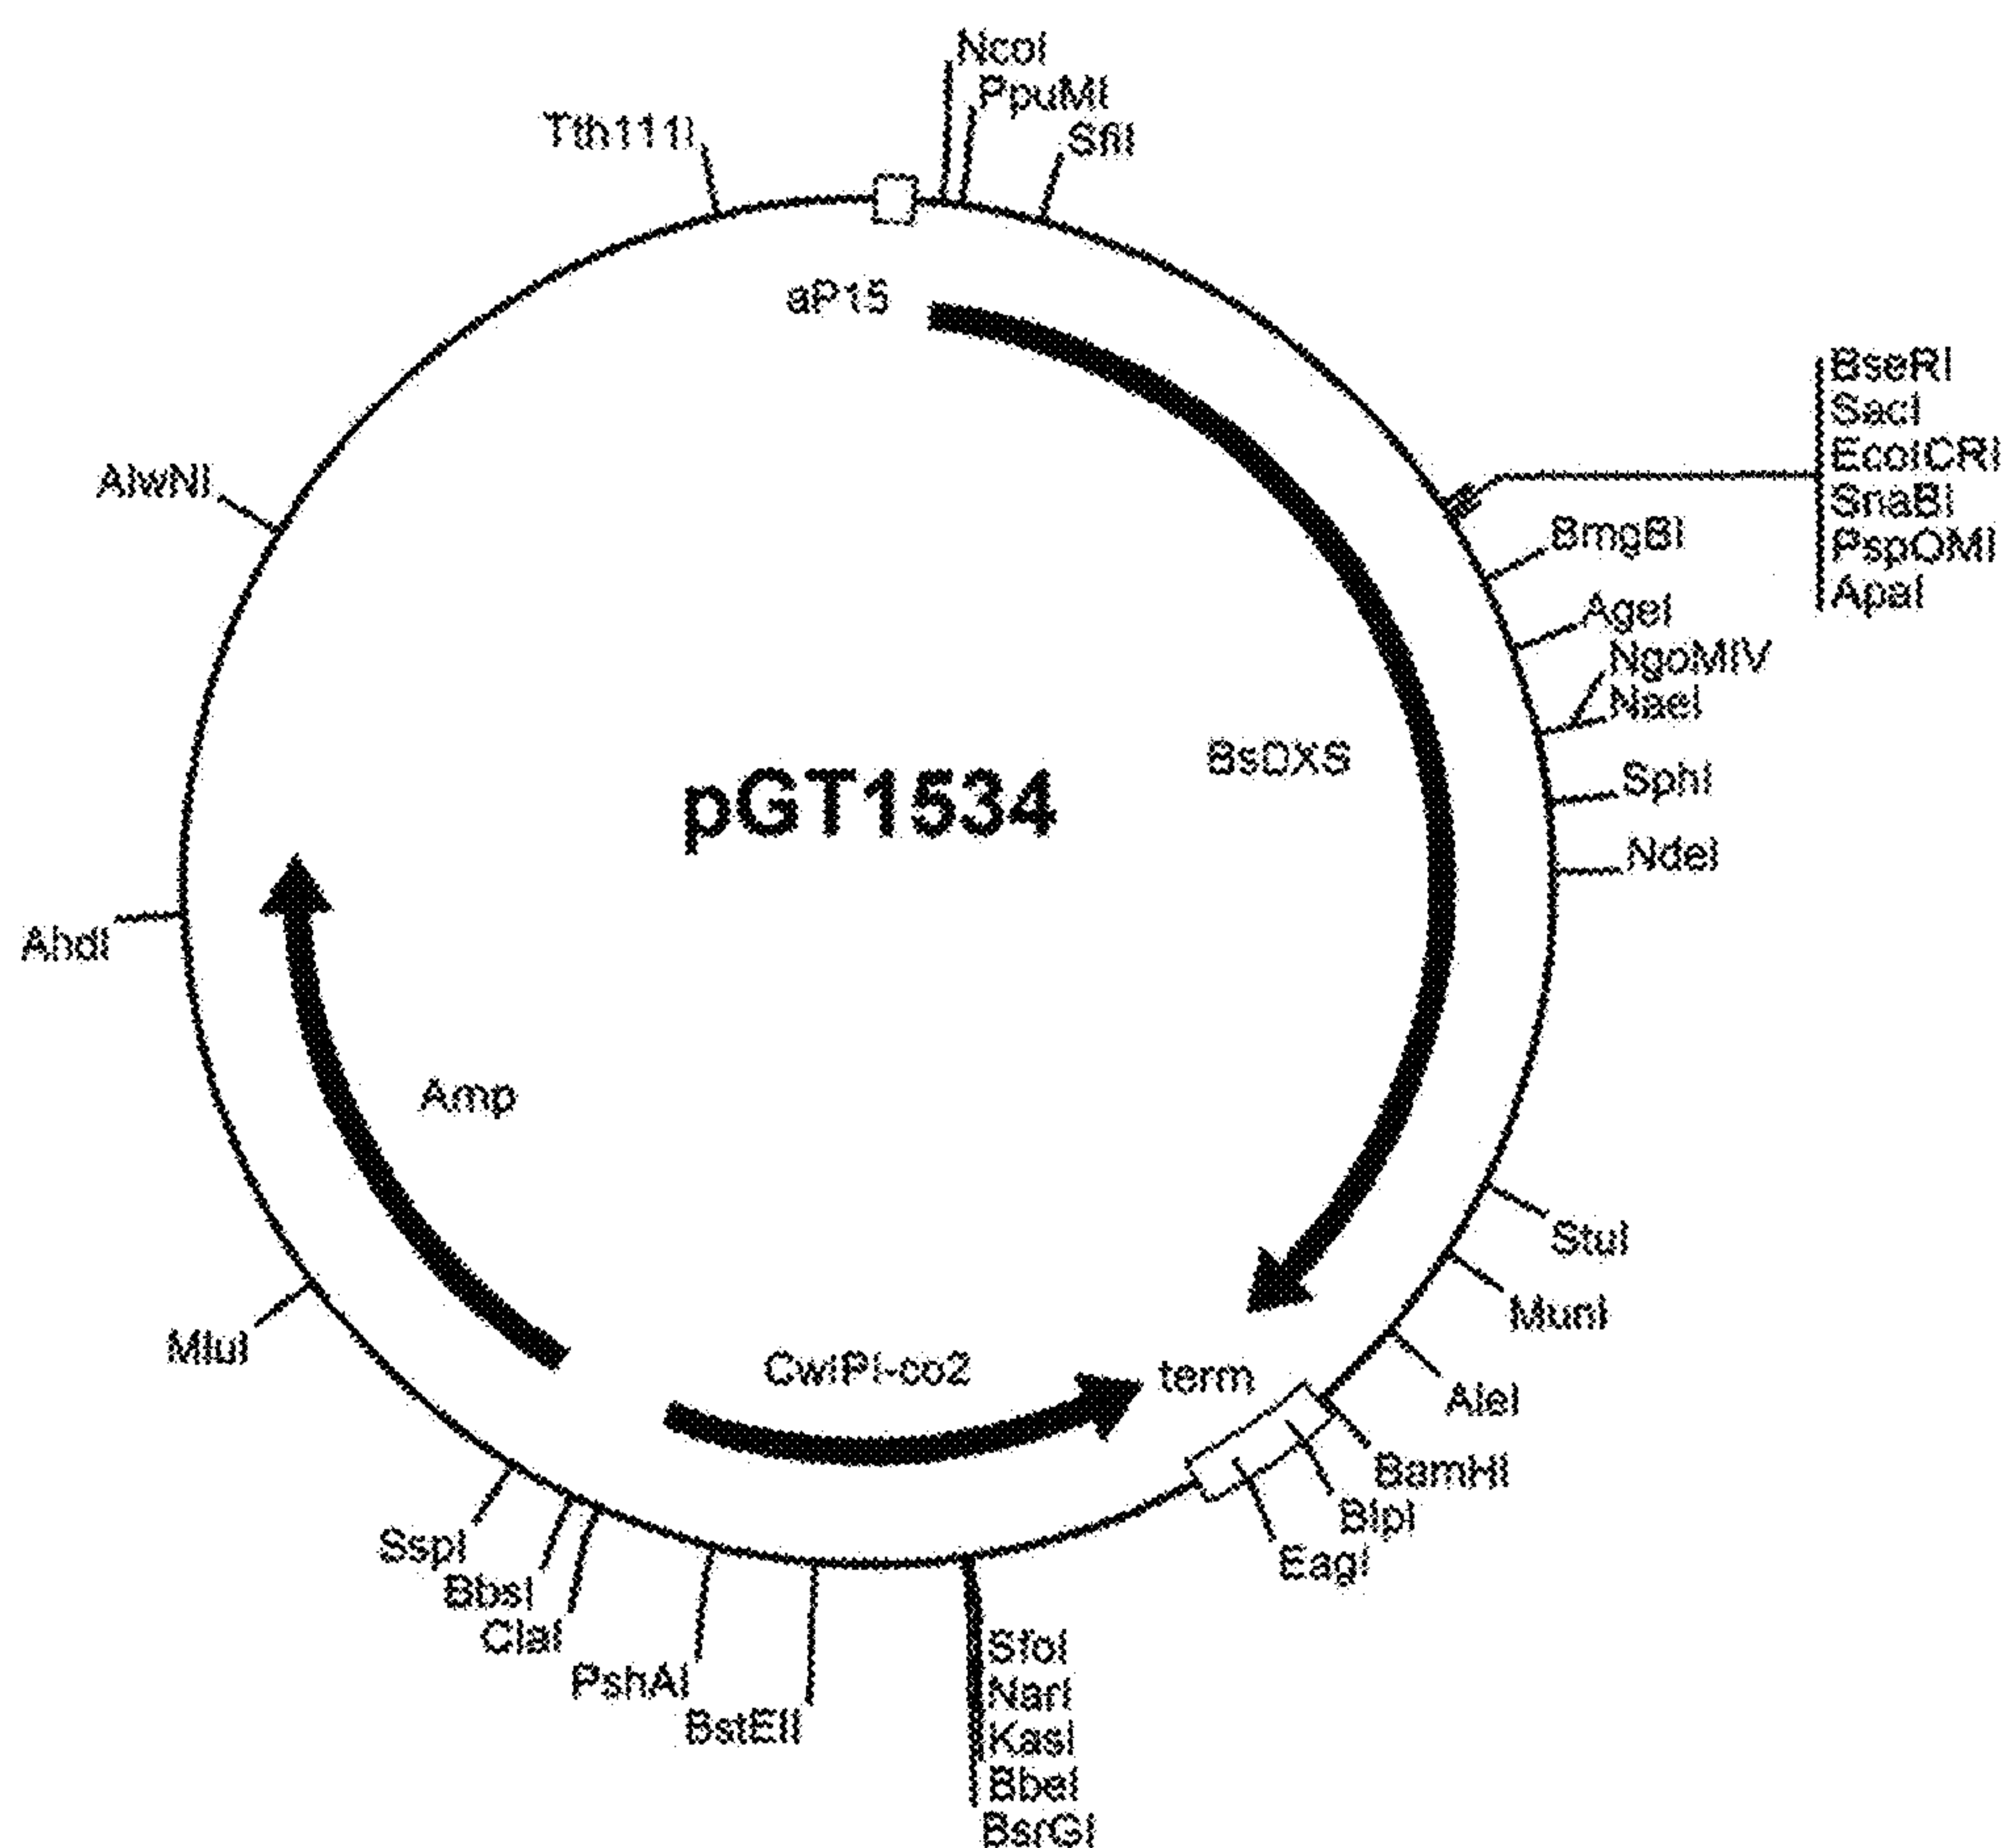 NcoI
PpuMI
SfiI
Tth111I
aP15
BseRI
SacI
EcoICRI
SnaBI
PspOMI
ApaI
AlwNI
BmgBI
AgeI
NgoMIV
NaeI
BsDXS
pGT1534
SphI
NdeI
AhdI
Amp
StuI
MunI
MluI
CwIPI-co2
term
AleI
BamHI
BlpI
EagI
SspI
BbsI
ClaI
PshAI
BstEII
SfoI
NarI
KasI
BbeI
BsrGI